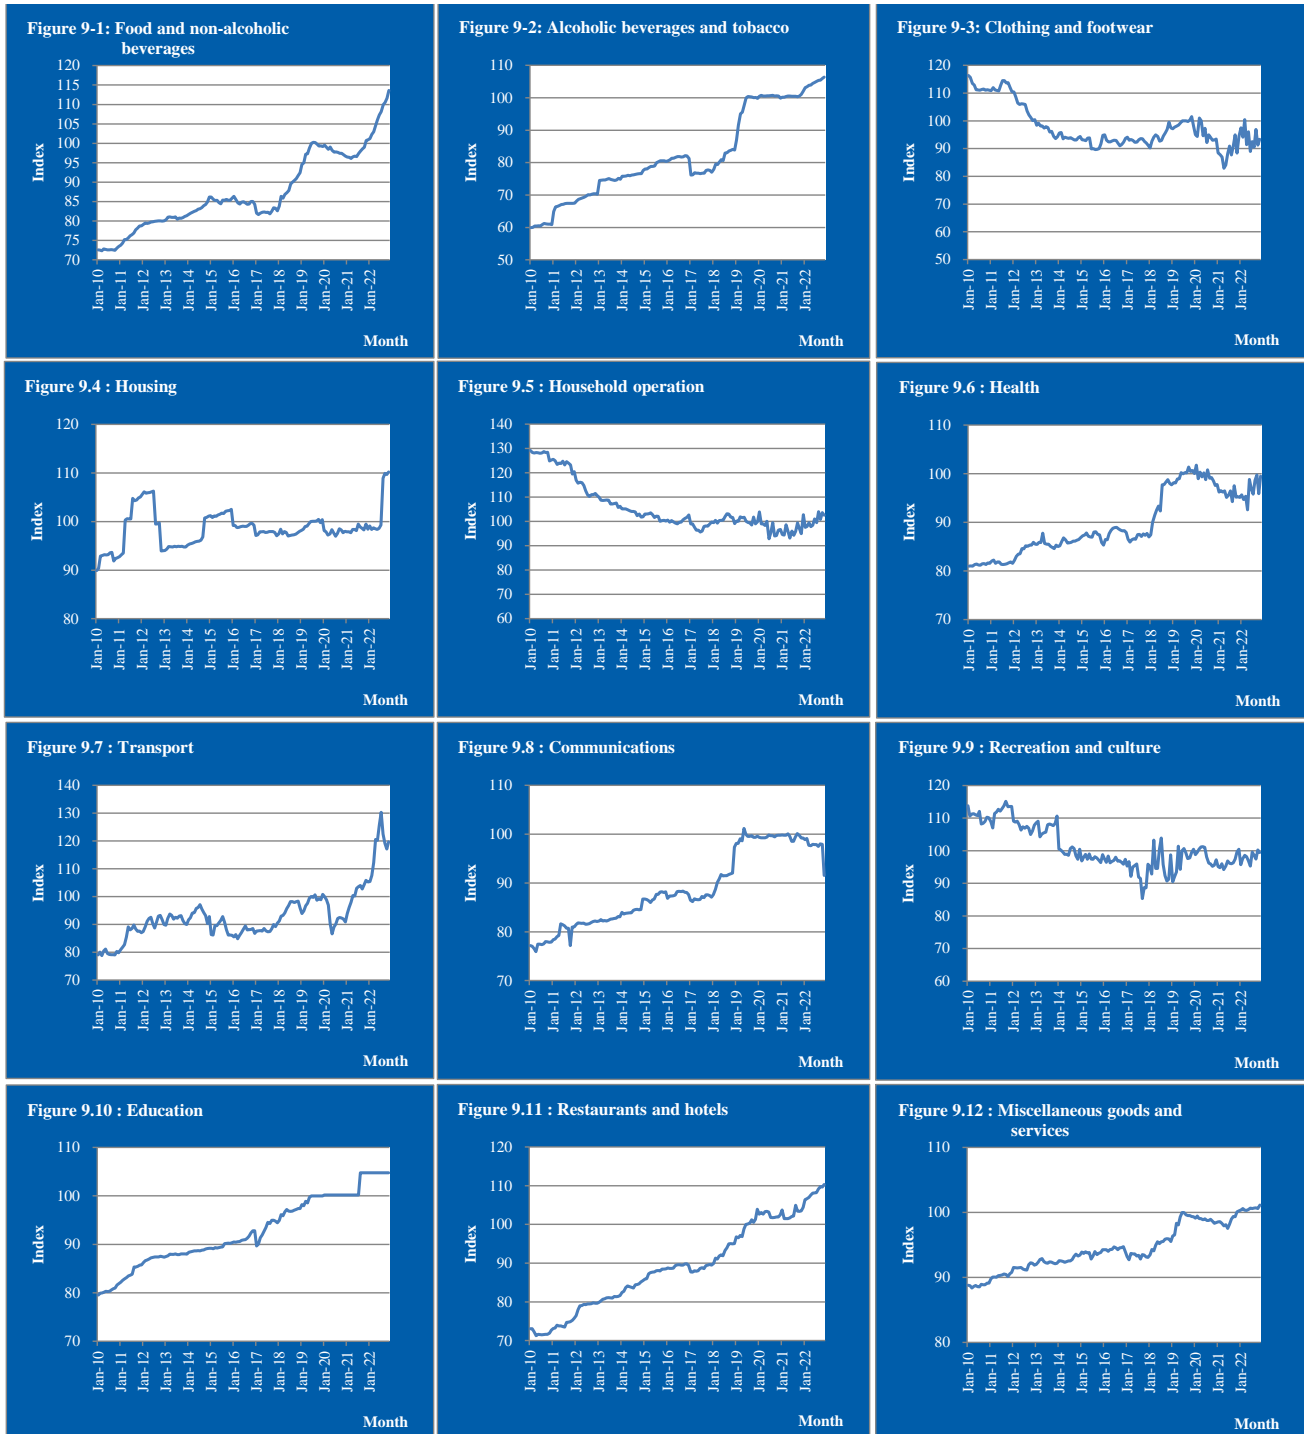 Figure 9-1: Food and non-alcoholic
beverages
120
115
110
105
100
95
90
85
80
75
70
Index
Jan-10
Jan-11
Jan-12
Jan-13
Jan-14
Jan-15
Jan-16
Jan-17
Jan-18
Jan-19
Jan-20
Jan-21
Jan-22
Month
Figure 9-2: Alcoholic beverages and tobacco
110
100
90
80
70
60
50
Index
Jan-10
Jan-11
Jan-12
Jan-13
Jan-14
Jan-15
Jan-16
Jan-17
Jan-18
Jan-19
Jan-20
Jan-21
Jan-22
Month
Figure 9-3: Clothing and footwear
120
110
100
90
80
70
60
50
Index
Jan-10
Jan-11
Jan-12
Jan-13
Jan-14
Jan-15
Jan-16
Jan-17
Jan-18
Jan-19
Jan-20
Jan-21
Jan-22
Month
Figure 9.4 : Housing
120
110
100
90
80
Index
Jan-10
Jan-11
Jan-12
Jan-13
Jan-14
Jan-15
Jan-16
Jan-17
Jan-18
Jan-19
Jan-20
Jan-21
Jan-22
Month
Figure 9.5 : Household operation
140
130
120
110
100
90
80
70
60
Index
Jan-10
Jan-11
Jan-12
Jan-13
Jan-14
Jan-15
Jan-16
Jan-17
Jan-18
Jan-19
Jan-20
Jan-21
Jan-22
Month
Figure 9.6 : Health
110
100
90
80
70
Index
Jan-10
Jan-11
Jan-12
Jan-13
Jan-14
Jan-15
Jan-16
Jan-17
Jan-18
Jan-19
Jan-20
Jan-21
Jan-22
Month
Figure 9.7 : Transport
140
130
120
110
100
90
80
70
Index
Jan-10
Jan-11
Jan-12
Jan-13
Jan-14
Jan-15
Jan-16
Jan-17
Jan-18
Jan-19
Jan-20
Jan-21
Jan-22
Month
Figure 9.8 : Communications
110
100
90
80
70
Index
Jan-10
Jan-11
Jan-12
Jan-13
Jan-14
Jan-15
Jan-16
Jan-17
Jan-18
Jan-19
Jan-20
Jan-21
Jan-22
Month
Figure 9.9 : Recreation and culture
120
110
100
90
80
70
60
Index
Jan-10
Jan-11
Jan-12
Jan-13
Jan-14
Jan-15
Jan-16
Jan-17
Jan-18
Jan-19
Jan-20
Jan-21
Jan-22
Month
Figure 9.10 : Education
110
100
90
80
70
Index
Jan-10
Jan-11
Jan-12
Jan-13
Jan-14
Jan-15
Jan-16
Jan-17
Jan-18
Jan-19
Jan-20
Jan-21
Jan-22
Month
Figure 9.11 : Restaurants and hotels
120
110
100
90
80
70
Index
Jan-10
Jan-11
Jan-12
Jan-13
Jan-14
Jan-15
Jan-16
Jan-17
Jan-18
Jan-19
Jan-20
Jan-21
Jan-22
Month
Figure 9.12 : Miscellaneous goods and
services
110
100
90
80
Index
Jan-10
Jan-11
Jan-12
Jan-13
Jan-14
Jan-15
Jan-16
Jan-17
Jan-18
Jan-19
Jan-20
Jan-21
Jan-22
Month